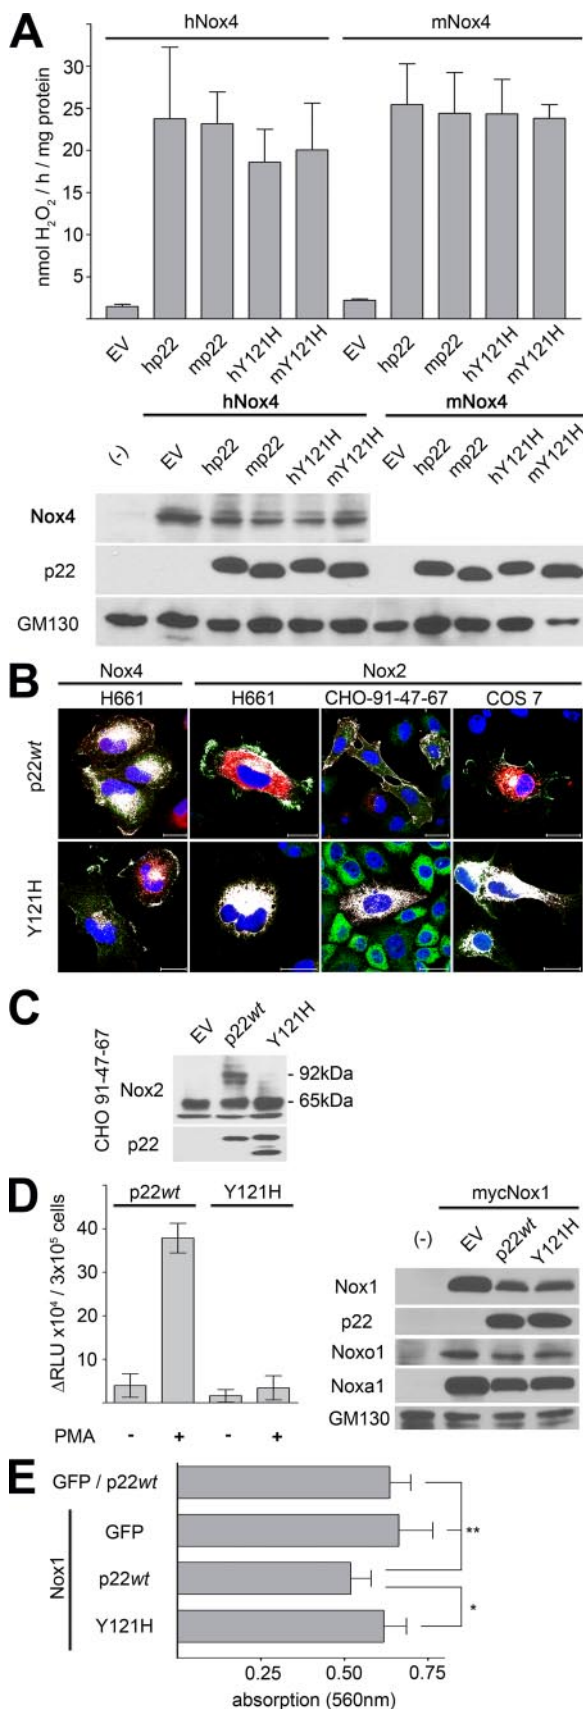 A
hNox4 mNox4
nmol H2O2 / h / mg protein
30
25
20
15
10
5
EV hp22 mp22 hY121H mY121H EV hp22 mp22 hY121H mY121H
hNox4 mNox4
(-) EV hp22 mp22 hY121H mY121H EV hp22 mp22 hY121H mY121H
Nox4
p22
GM130
B
Nox4 Nox2
H661 H661 CHO-91-47-67 COS 7
p22wt
Y121H
C
EV p22wt Y121H
CHO 91-47-67
Nox2
- 92kDa
- 65kDa
p22
D
p22wt Y121H
ΔRLU x10⁴ / 3x10⁵ cells
40
30
20
10
PMA - + - +
mycNox1
(-) EV p22wt Y121H
Nox1
p22
Noxo1
Noxa1
GM130
E
GFP / p22wt
Nox1
GFP
p22wt
Y121H
**
*
0.25 0.50 0.75
absorption (560nm)